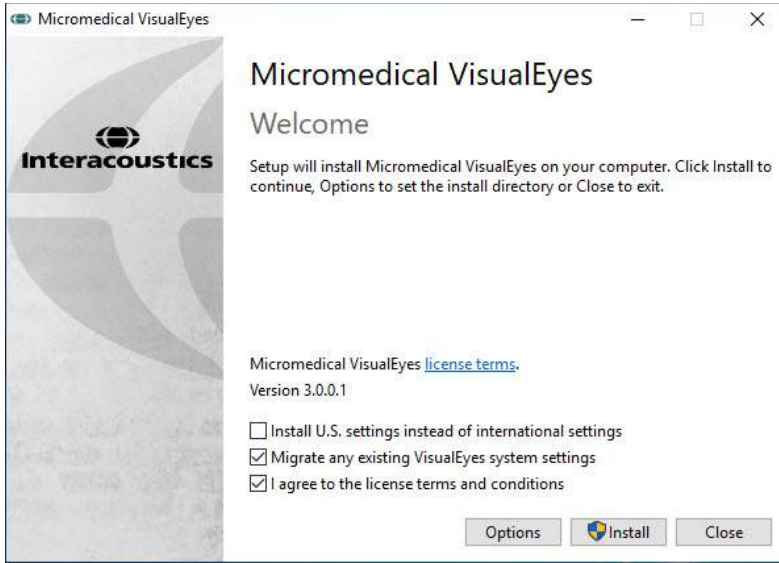 Micromedical VisualEyes
Interacoustics
Micromedical VisualEyes
Welcome
Setup will install Micromedical VisualEyes on your computer. Click Install to
continue, Options to set the install directory or Close to exit.
Micromedical VisualEyes license terms.
Version 3.0.0.1
Install U.S. settings instead of international settings
Migrate any existing VisualEyes system settings
I agree to the license terms and conditions
Options Install Close